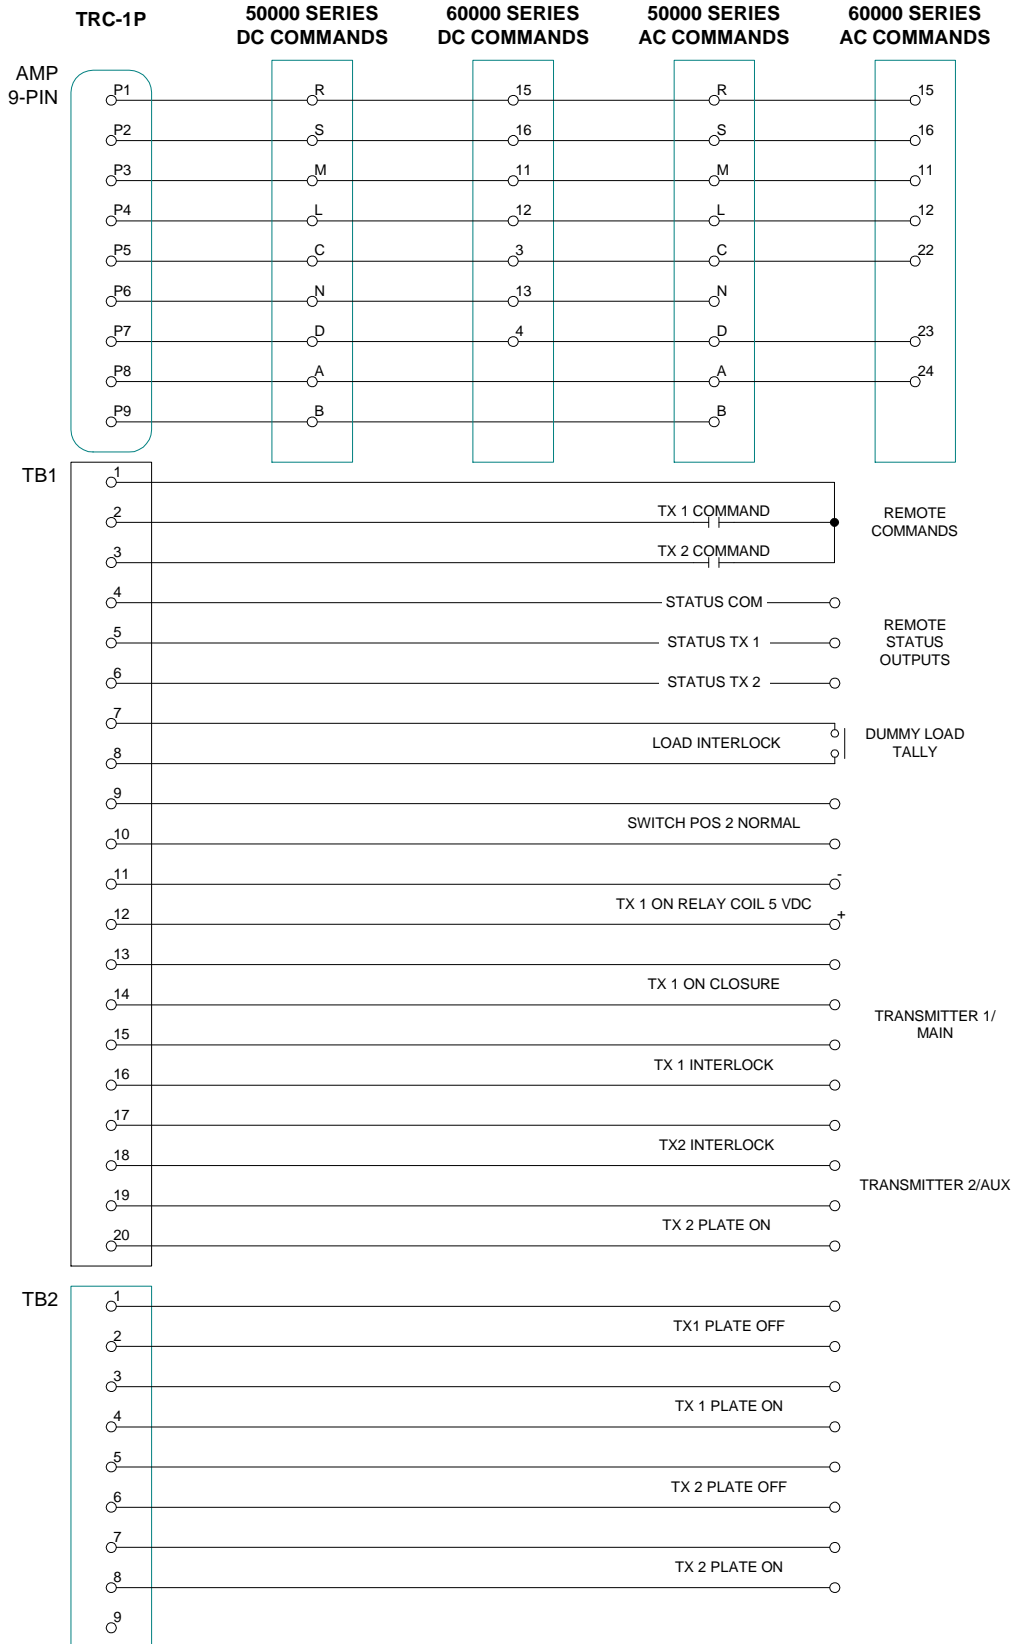 TRC-1P
50000 SERIES
DC COMMANDS
60000 SERIES
DC COMMANDS
50000 SERIES
AC COMMANDS
60000 SERIES
AC COMMANDS
AMP
9-PIN
P1 R 15 R 15
P2 S 16 S 16
P3 M 11 M 11
P4 L 12 L 12
P5 C 3 C 22
P6 N 13 N
P7 D 4 D 23
P8 A A 24
P9 B B
TB1
1
2 TX 1 COMMAND
3 TX 2 COMMAND
REMOTE
COMMANDS
4 STATUS COM
5 STATUS TX 1
6 STATUS TX 2
REMOTE
STATUS
OUTPUTS
7
LOAD INTERLOCK
8
DUMMY LOAD
TALLY
9
SWITCH POS 2 NORMAL
10
11 -
TX 1 ON RELAY COIL 5 VDC
12 +
13
TX 1 ON CLOSURE
14
TRANSMITTER 1/
MAIN
15
TX 1 INTERLOCK
16
17
TX2 INTERLOCK
18
TRANSMITTER 2/AUX
19
TX 2 PLATE ON
20
TB2
1
TX1 PLATE OFF
2
3
TX 1 PLATE ON
4
5
TX 2 PLATE OFF
6
7
TX 2 PLATE ON
8
9